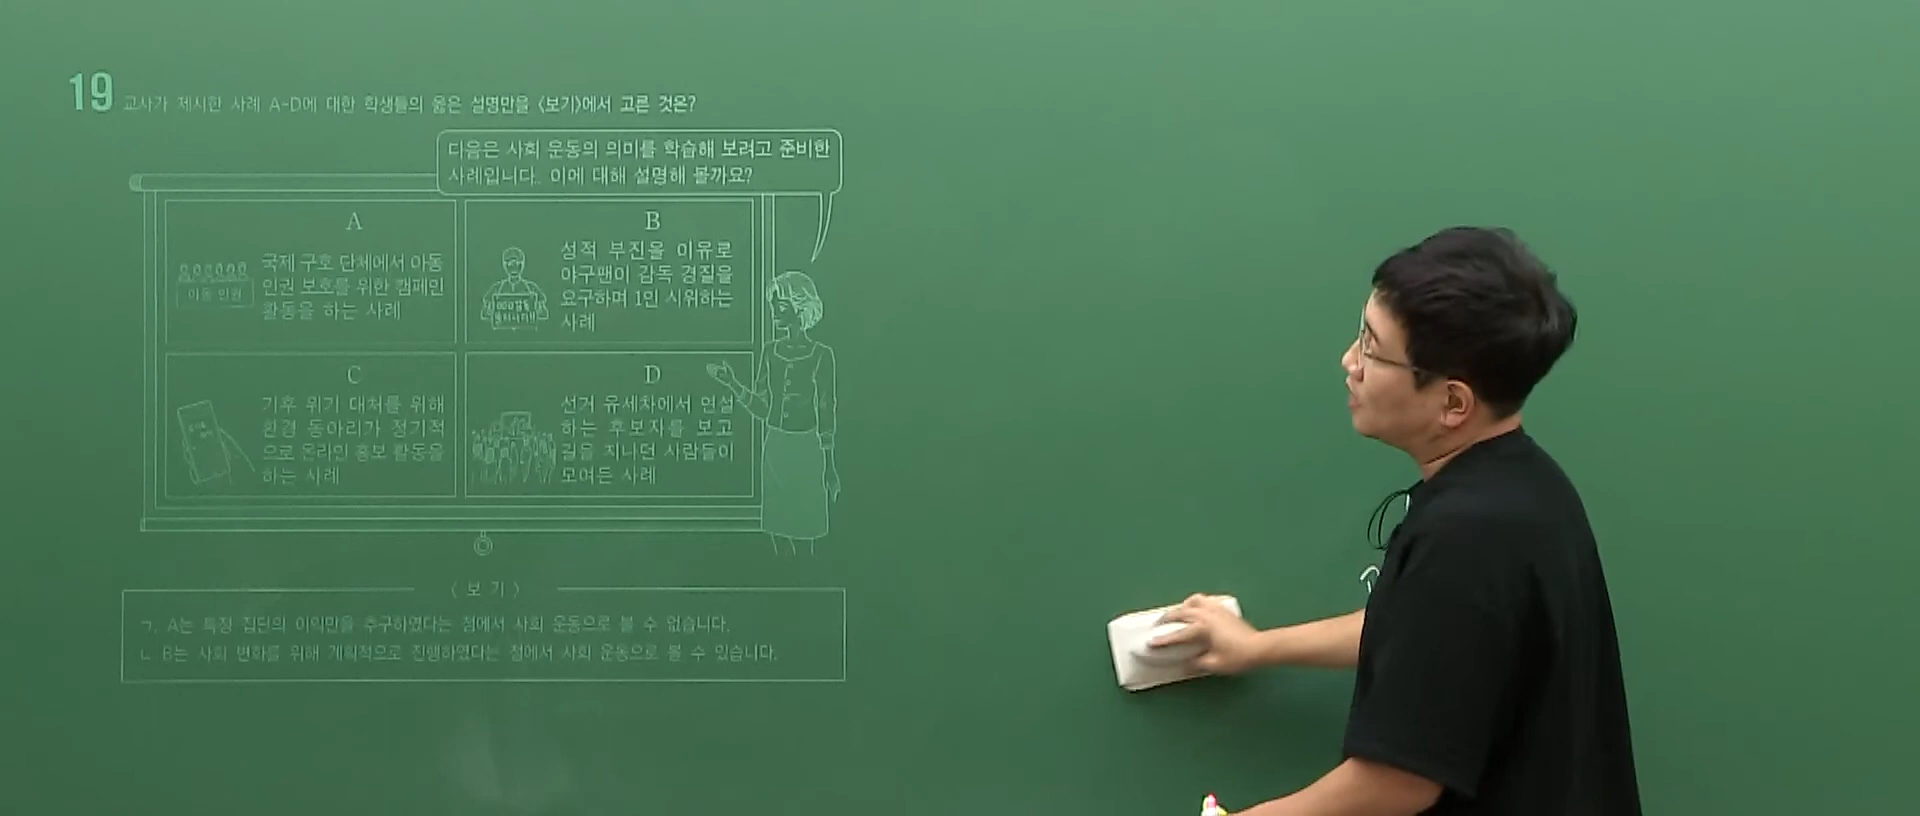 19 교사가 제시한 사례 A~D에 대한 학생들의 옳은 설명만을 〈보기〉에서 고른 것은?
다음은 사회 운동의 의미를 학습해 보려고 준비한
사례입니다. 이에 대해 설명해 볼까요?
A
국제 구호 단체에서 아동
인권 보호를 위한 캠페인
활동을 하는 사례
아동 인권
B
성적 부진을 이유로
야구팬이 감독 경질을
요구하며 1인 시위하는
사례
C
기후 위기 대처를 위해
환경 동아리가 정기적
으로 온라인 홍보 활동을
하는 사례
D
선거 유세차에서 연설
하는 후보자를 보고
길을 지나던 사람들이
모여든 사례
〈보기〉
ㄱ. A는 특정 집단의 이익만을 추구하였다는 점에서 사회 운동으로 볼 수 없습니다.
ㄴ. B는 사회 변화를 위해 계획적으로 진행하였다는 점에서 사회 운동으로 볼 수 있습니다.